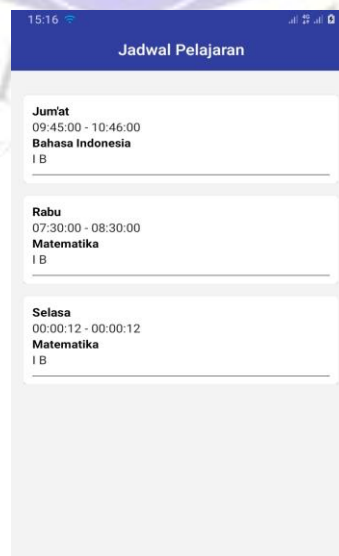 15:16
Jadwal Pelajaran
Jum'at
09:45:00 - 10:46:00
Bahasa Indonesia
I B
Rabu
07:30:00 - 08:30:00
Matematika
I B
Selasa
00:00:12 - 00:00:12
Matematika
I B